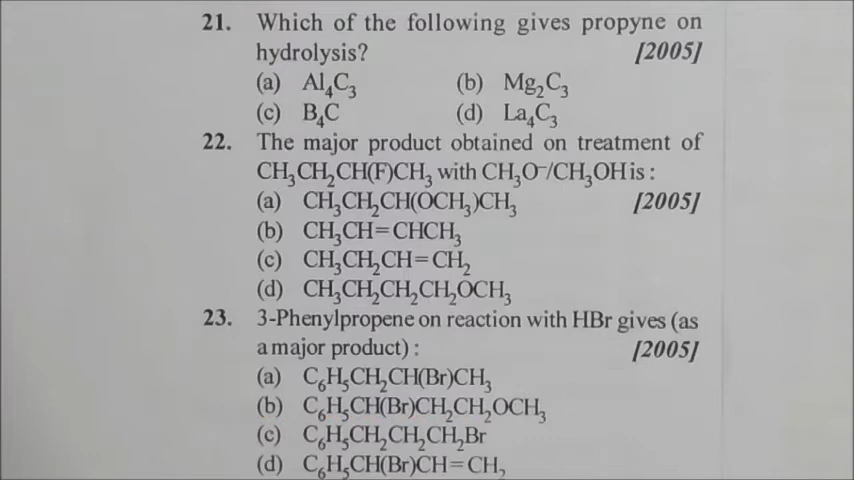 21. Which of the following gives propyne on
hydrolysis? [2005]
(a) Al₄C₃ (b) Mg₂C₃
(c) B₄C (d) La₄C₃
22. The major product obtained on treatment of
CH₃CH₂CH(F)CH₃ with CH₃O⁻/CH₃OH is :
(a) CH₃CH₂CH(OCH₃)CH₃ [2005]
(b) CH₃CH=CHCH₃
(c) CH₃CH₂CH=CH₂
(d) CH₃CH₂CH₂CH₂OCH₃
23. 3-Phenylpropene on reaction with HBr gives (as
a major product) : [2005]
(a) C₆H₅CH₂CH(Br)CH₃
(b) C₆H₅CH(Br)CH₂CH₂OCH₃
(c) C₆H₅CH₂CH₂CH₂Br
(d) C₆H₅CH(Br)CH=CH₂